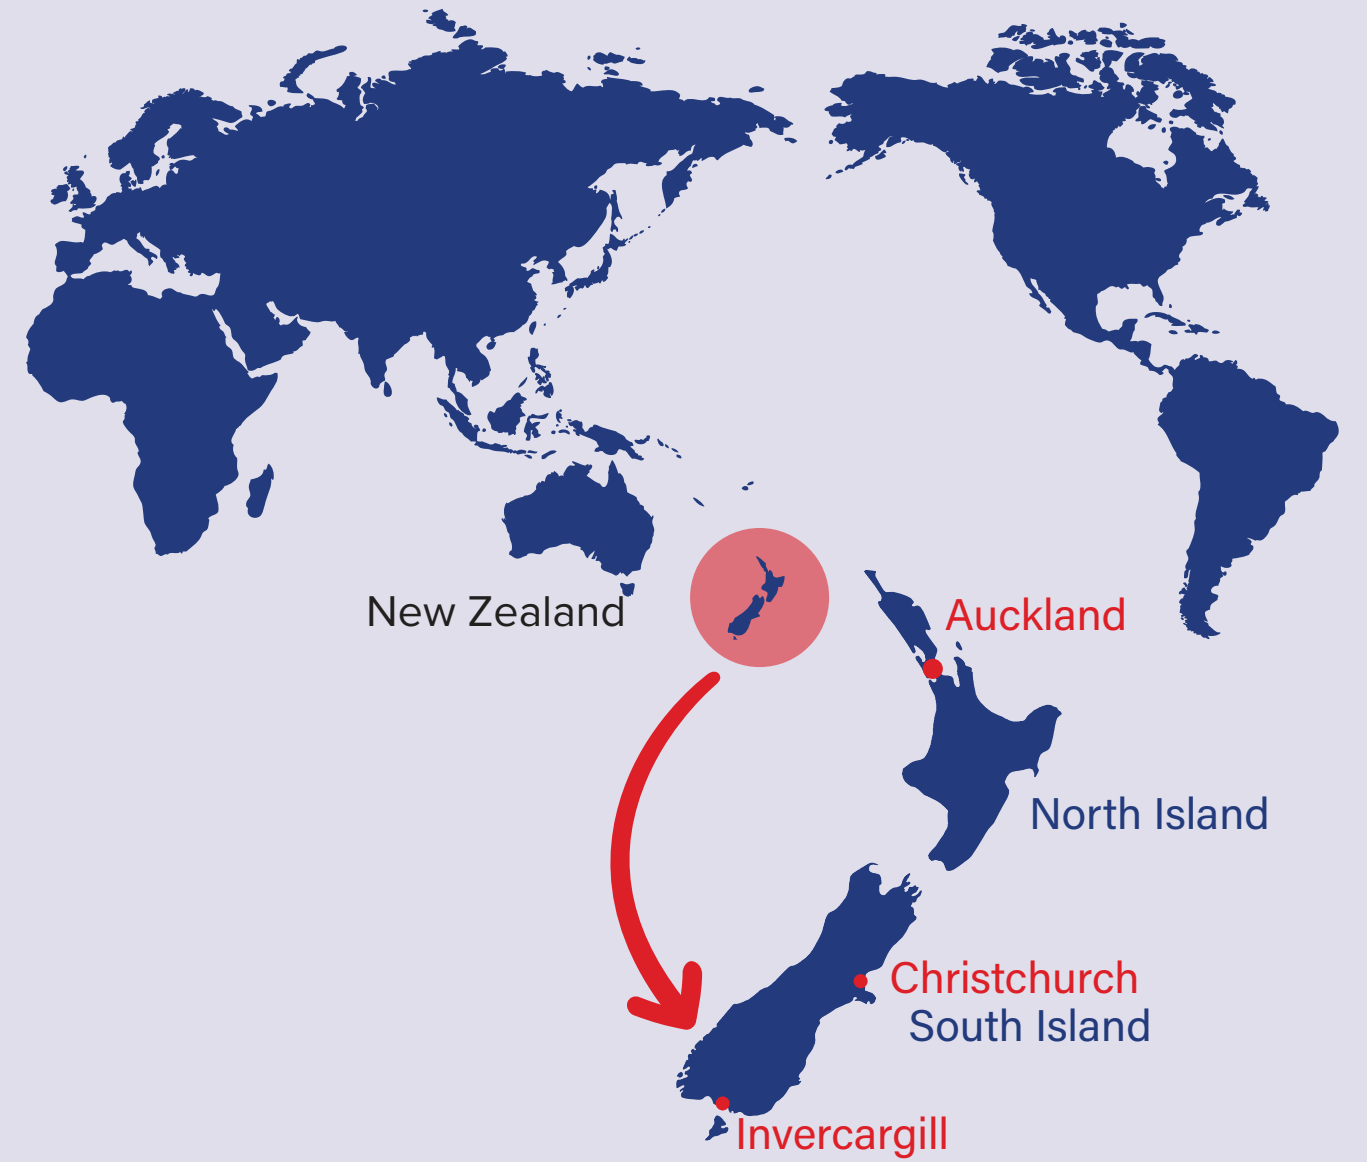 New Zealand
Auckland
North Island
Christchurch
South Island
Invercargill